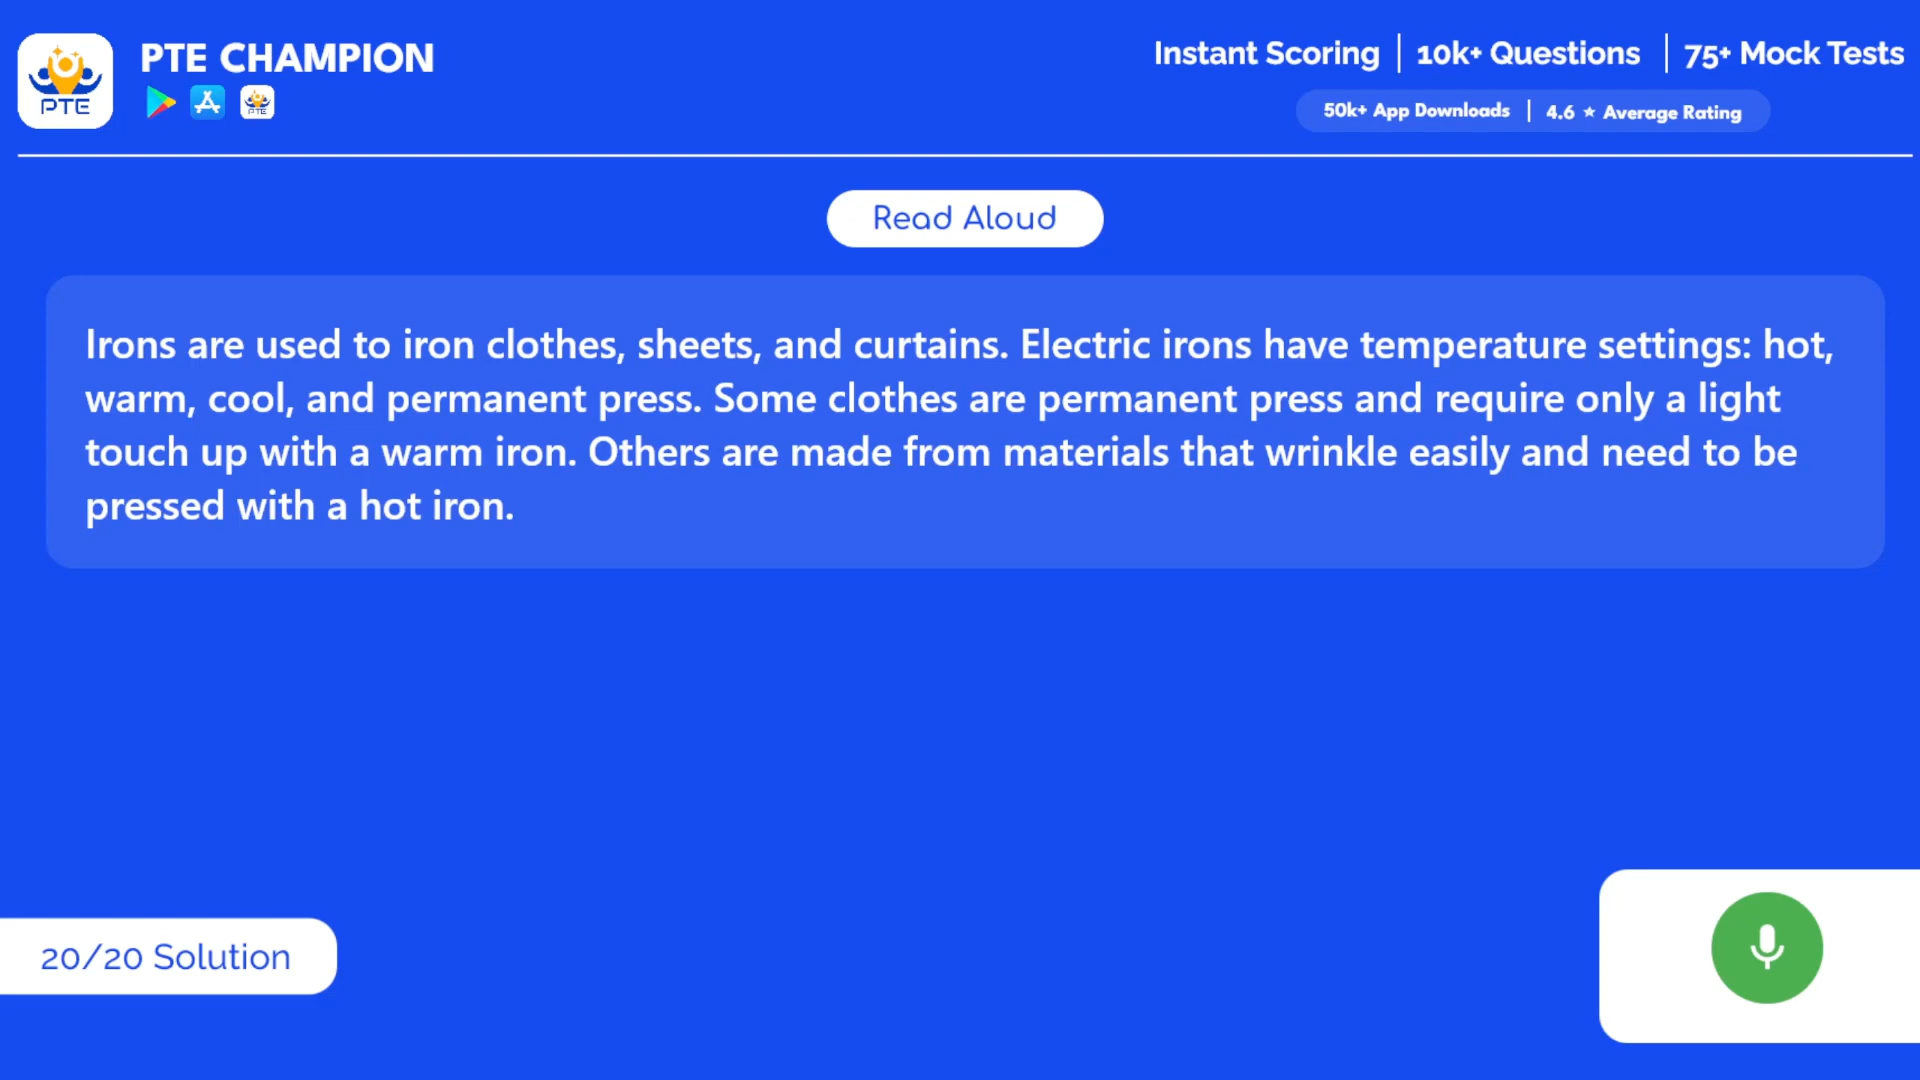 PTE CHAMPION
PTE
PTE
Instant Scoring | 10k+ Questions | 75+ Mock Tests
50k+ App Downloads | 4.6 ★ Average Rating
Read Aloud
Irons are used to iron clothes, sheets, and curtains. Electric irons have temperature settings: hot,
warm, cool, and permanent press. Some clothes are permanent press and require only a light
touch up with a warm iron. Others are made from materials that wrinkle easily and need to be
pressed with a hot iron.
20/20 Solution